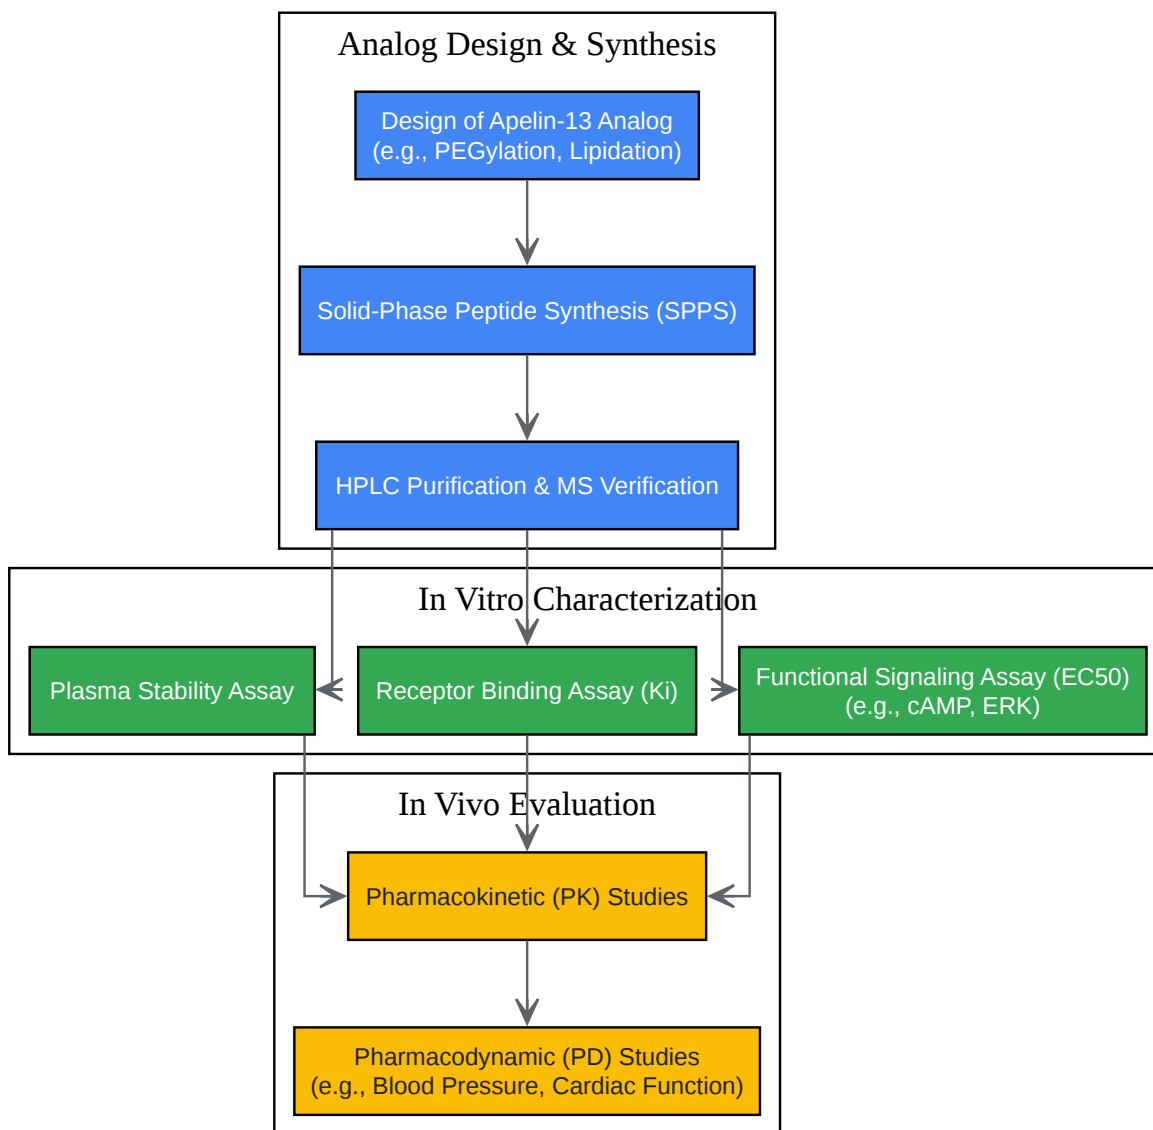 Analog Design & Synthesis
Design of Apelin-13 Analog
(e.g., PEGylation, Lipidation)
Solid-Phase Peptide Synthesis (SPPS)
HPLC Purification & MS Verification
In Vitro Characterization
Plasma Stability Assay
Receptor Binding Assay (Ki)
Functional Signaling Assay (EC50)
(e.g., cAMP, ERK)
In Vivo Evaluation
Pharmacokinetic (PK) Studies
Pharmacodynamic (PD) Studies
(e.g., Blood Pressure, Cardiac Function)